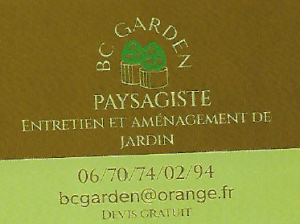 BC GARDEN
PAYSAGISTE
ENTRETIEN ET AMÉNAGEMENT DE
JARDIN
06/70/74/02/94
bcgarden@orange.fr
DEVIS GRATUIT